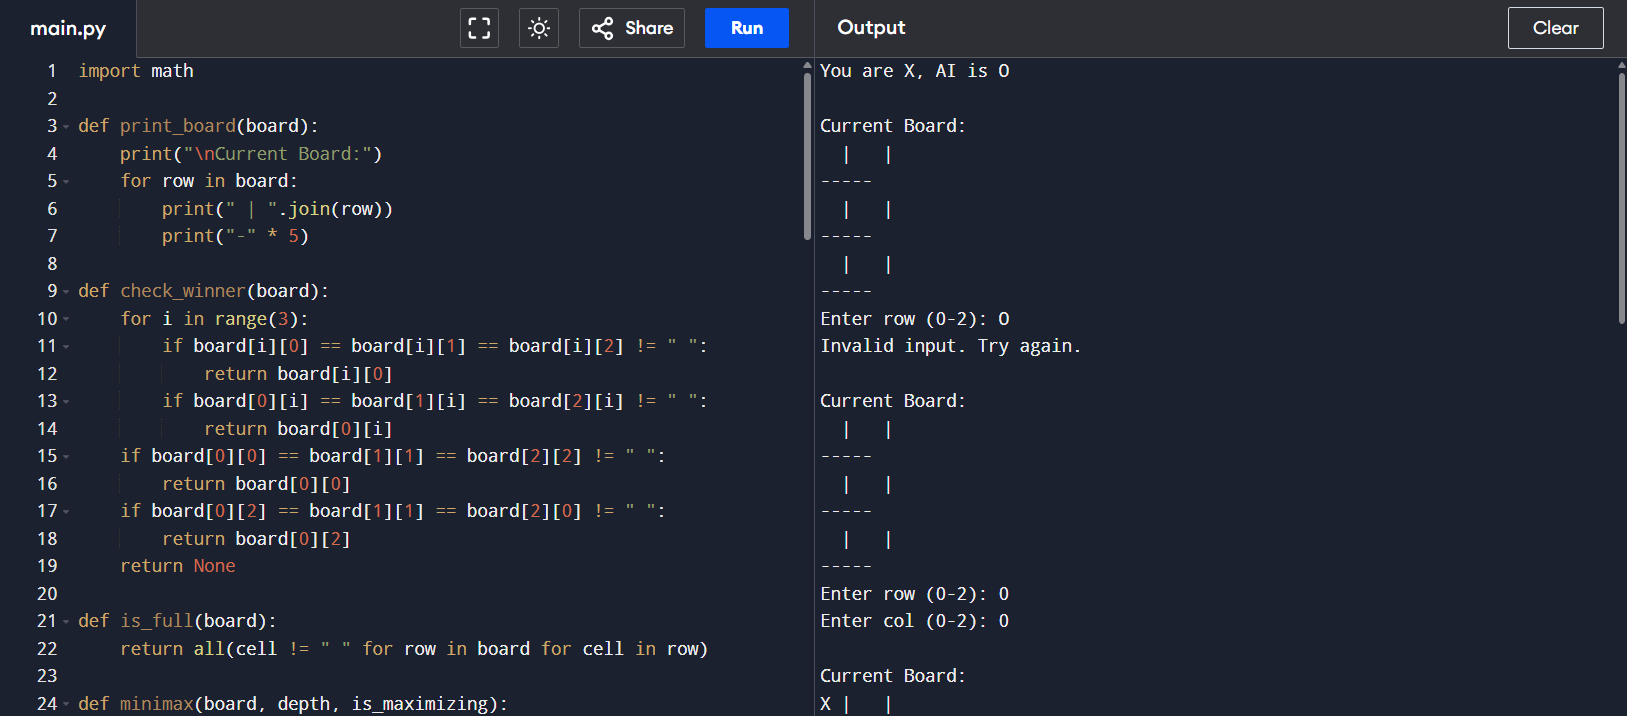 main.py
Share
Run
1 import math
2
3 def print_board(board):
4     print("\nCurrent Board:")
5     for row in board:
6         print(" | ".join(row))
7         print("-" * 5)
8
9 def check_winner(board):
10     for i in range(3):
11         if board[i][0] == board[i][1] == board[i][2] != " ":
12             return board[i][0]
13         if board[0][i] == board[1][i] == board[2][i] != " ":
14             return board[0][i]
15     if board[0][0] == board[1][1] == board[2][2] != " ":
16         return board[0][0]
17     if board[0][2] == board[1][1] == board[2][0] != " ":
18         return board[0][2]
19     return None
20
21 def is_full(board):
22     return all(cell != " " for row in board for cell in row)
23
24 def minimax(board, depth, is_maximizing):
Output
Clear
You are X, AI is O

Current Board:
  |   |
-----
  |   |
-----
  |   |
-----
Enter row (0-2): O
Invalid input. Try again.

Current Board:
  |   |
-----
  |   |
-----
  |   |
-----
Enter row (0-2): 0
Enter col (0-2): 0

Current Board:
X |   |